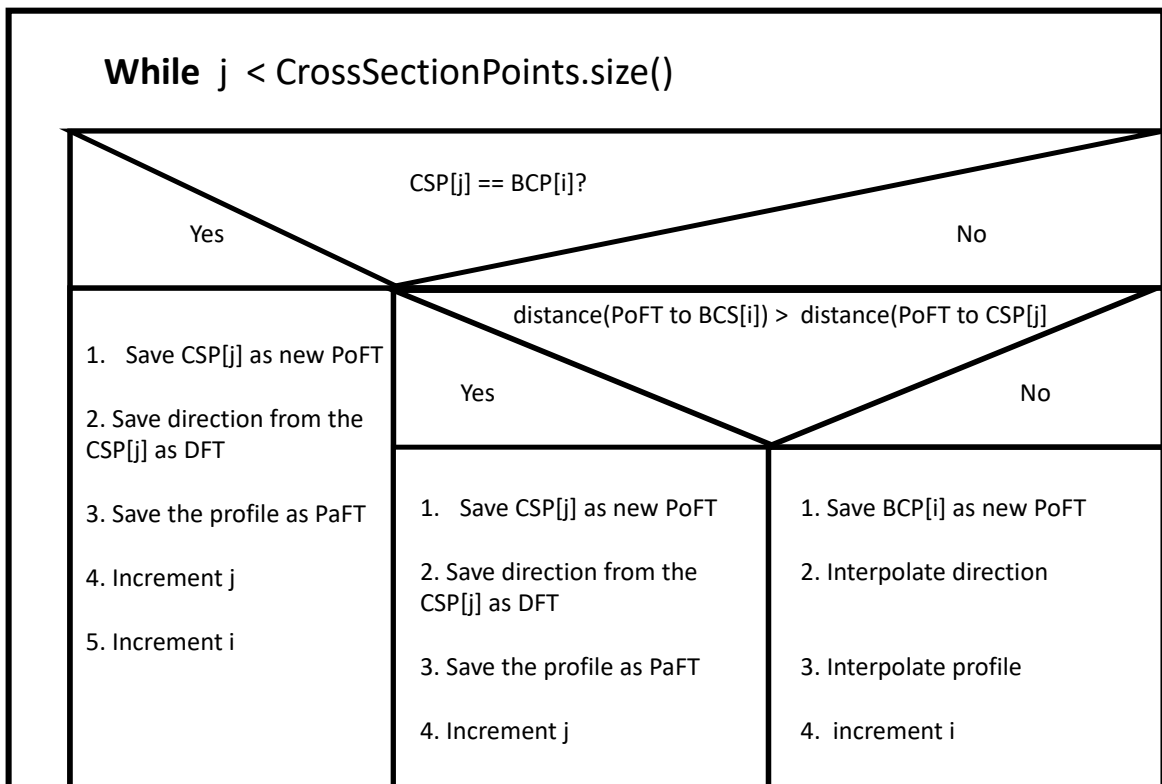 While j < CrossSectionPoints.size()
CSP[j] == BCP[i]?
Yes
No
1. Save CSP[j] as new PoFT
2. Save direction from the
CSP[j] as DFT
3. Save the profile as PaFT
4. Increment j
5. Increment i
distance(PoFT to BCS[i]) > distance(PoFT to CSP[j]
Yes
No
1. Save CSP[j] as new PoFT
2. Save direction from the
CSP[j] as DFT
3. Save the profile as PaFT
4. Increment j
1. Save BCP[i] as new PoFT
2. Interpolate direction
3. Interpolate profile
4. increment i